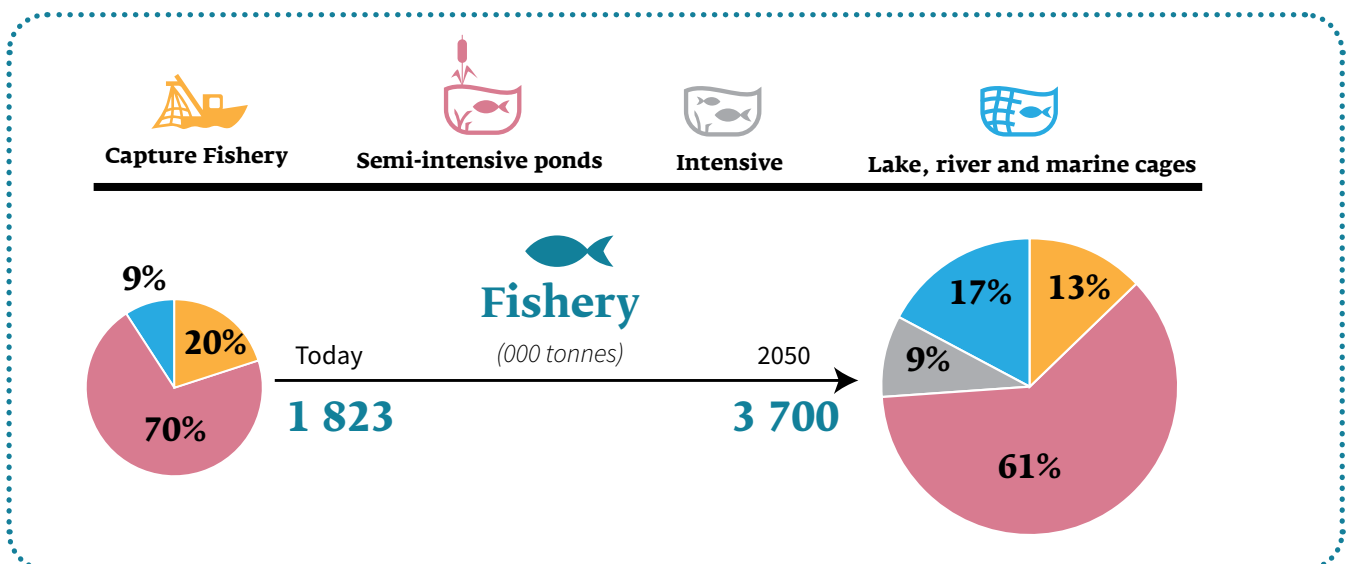 Capture Fishery
Semi-intensive ponds
Intensive
Lake, river and marine cages
9%
20%
70%
Fishery
(000 tonnes)
Today
2050
1 823
3 700
17%
13%
9%
61%